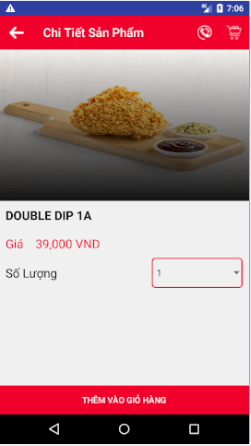 7:06
Chi Tiết Sản Phẩm
DOUBLE DIP 1A
Giá 39,000 VND
Số Lượng 1
THÊM VÀO GIỎ HÀNG